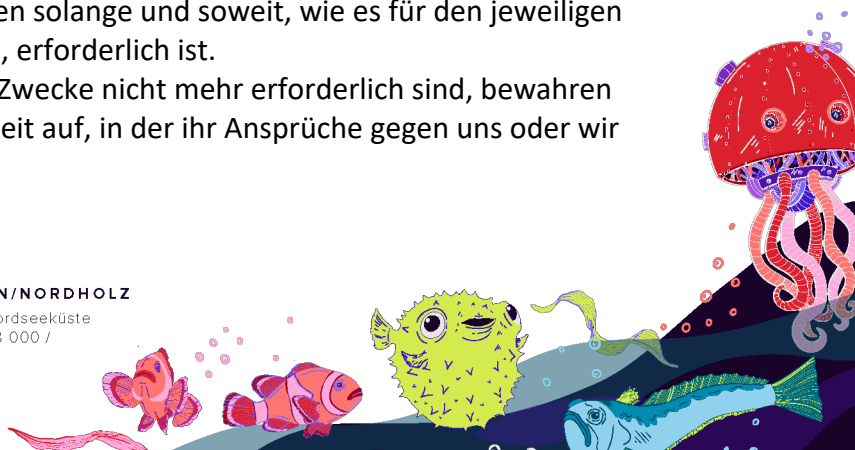 en solange und soweit, wie es für den jeweiligen
, erforderlich ist.
Zwecke nicht mehr erforderlich sind, bewahren
eit auf, in der ihr Ansprüche gegen uns oder wir
N/NORDHOLZ
ordseeküste
3 000 /